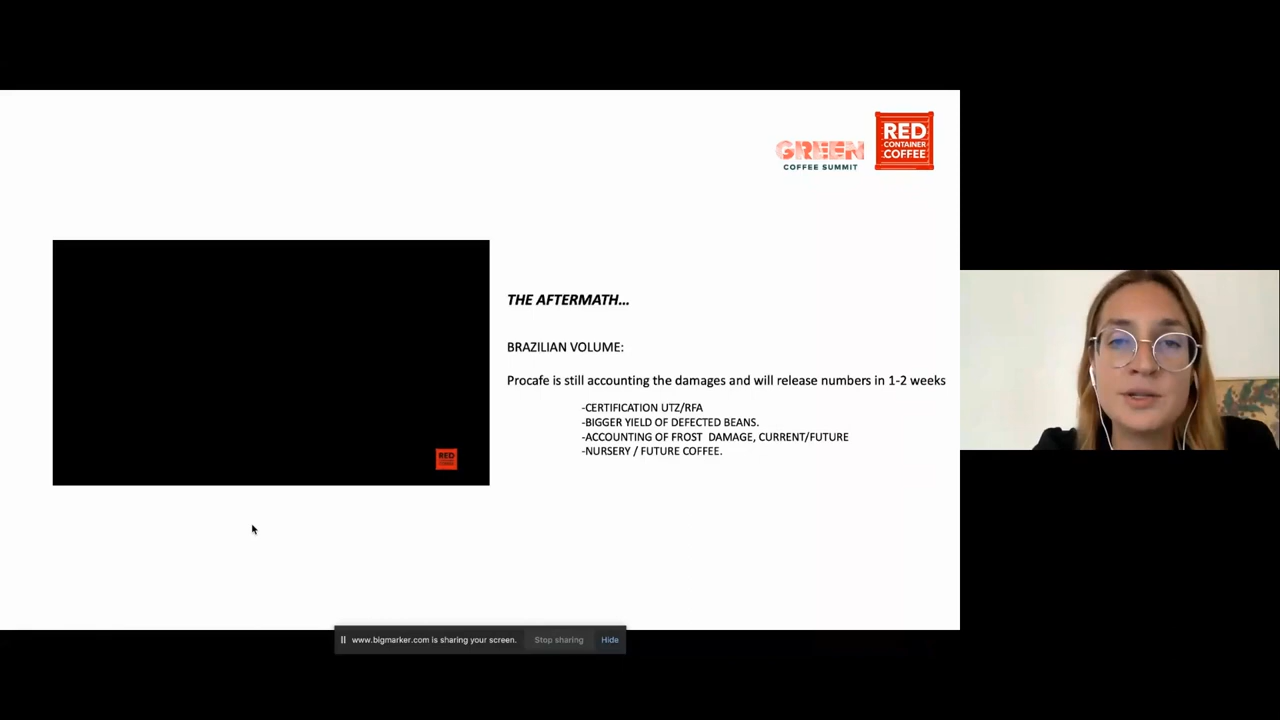 GREEN
COFFEE SUMMIT
RED
CONTAINER
COFFEE
THE AFTERMATH...
BRAZILIAN VOLUME:
Procafe is still accounting the damages and will release numbers in 1-2 weeks
-CERTIFICATION UTZ/RFA
-BIGGER YIELD OF DEFECTED BEANS.
-ACCOUNTING OF FROST DAMAGE, CURRENT/FUTURE
-NURSERY / FUTURE COFFEE.
RED
www.bigmarker.com is sharing your screen. Stop sharing Hide